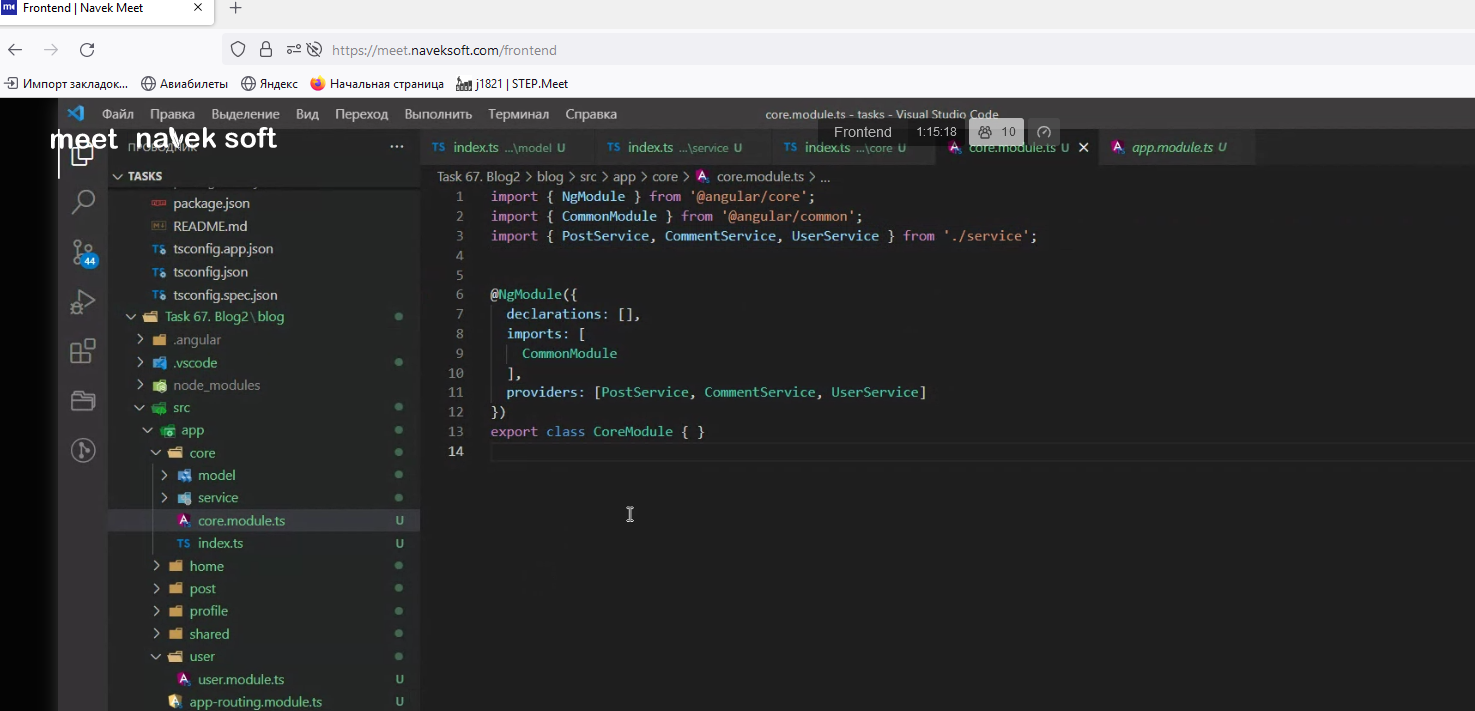 Frontend | Navek Meet
https://meet.naveksoft.com/frontend
Импорт закладок... Авиабилеты Яндекс Начальная страница j1821 | STEP.Meet
Файл Правка Выделение Вид Переход Выполнить Терминал Справка core.module.ts - tasks - Visual Studio Code
meet navek soft
Frontend 1:15:18 10
ПРОВОДНИК
index.ts ...\model U index.ts ...\service U index.ts ...\core U core.module.ts U app.module.ts U
TASKS
Task 67. Blog2 > blog > src > app > core > core.module.ts > ...
package.json
README.md
tsconfig.app.json
tsconfig.json
tsconfig.spec.json
Task 67. Blog2 \ blog
.angular
.vscode
node_modules
src
app
core
model
service
core.module.ts U
index.ts U
home
post
profile
shared
user
user.module.ts U
app-routing.module.ts U
44
1 import { NgModule } from '@angular/core';
2 import { CommonModule } from '@angular/common';
3 import { PostService, CommentService, UserService } from './service';
4
5
6 @NgModule({
7 declarations: [],
8 imports: [
9 CommonModule
10 ],
11 providers: [PostService, CommentService, UserService]
12 })
13 export class CoreModule { }
14